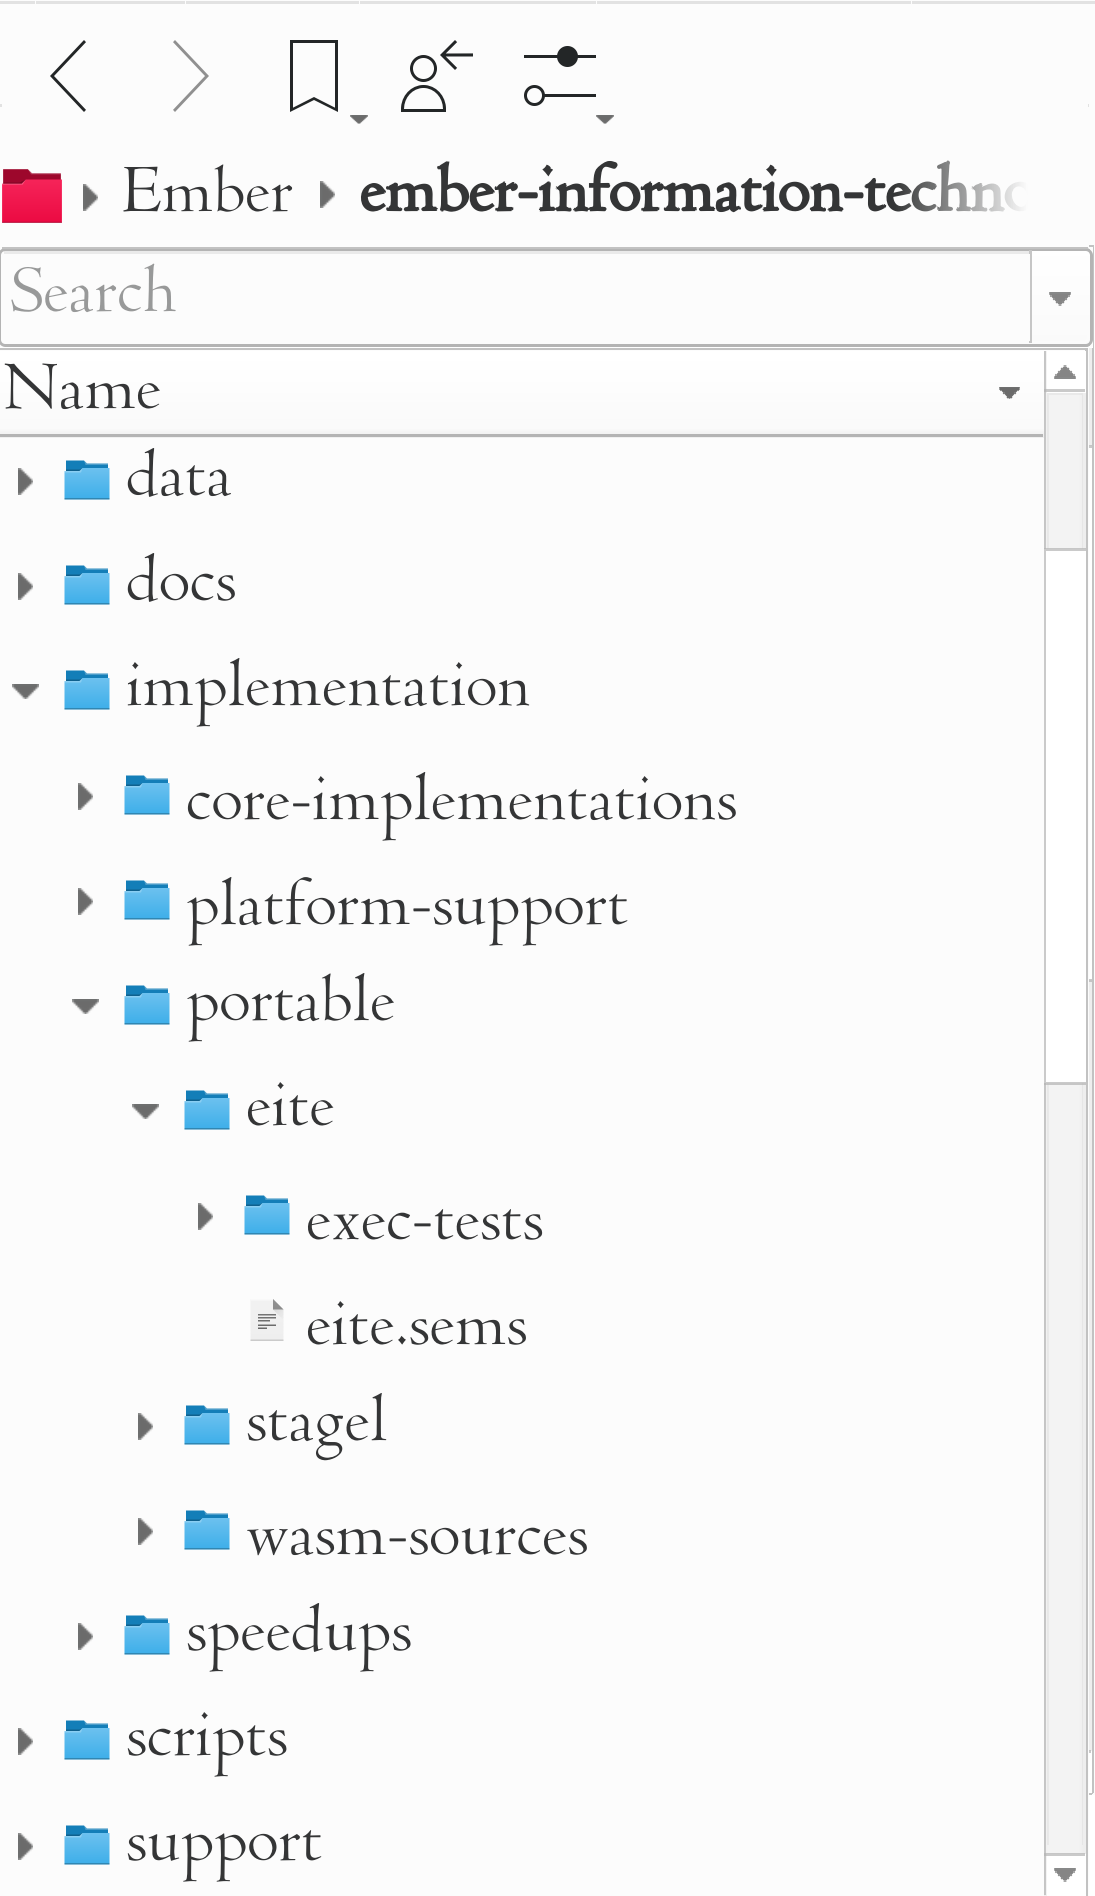 Ember ember-information-techno
Search
Name
data
docs
implementation
core-implementations
platform-support
portable
eite
exec-tests
eite.sems
stagel
wasm-sources
speedups
scripts
support